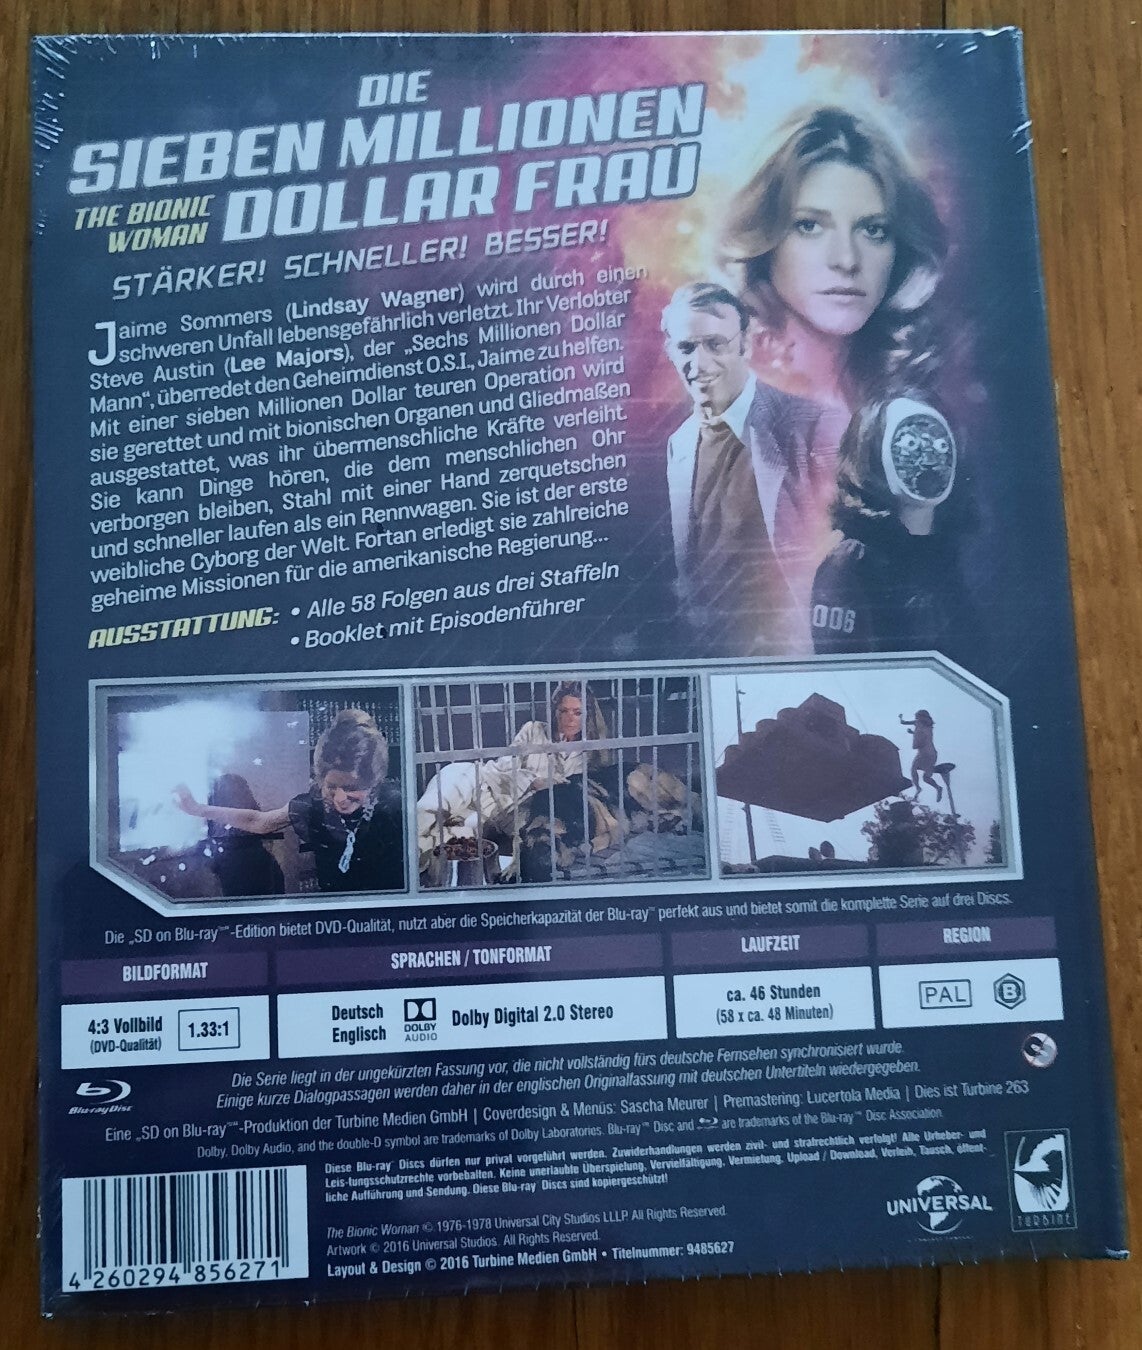 DIE
SIEBEN MILLIONEN
THE BIONIC
WOMAN
DOLLAR FRAU
STÄRKER! SCHNELLER! BESSER!
Jaime Sommers (Lindsay Wagner) wird durch einen
schweren Unfall lebensgefährlich verletzt. Ihr Verlobter
Steve Austin (Lee Majors), der „Sechs Millionen Dollar
Mann“, überredet den Geheimdienst O.S.I., Jaime zu helfen.
Mit einer sieben Millionen Dollar teuren Operation wird
sie gerettet und mit bionischen Organen und Gliedmaßen
ausgestattet, was ihr übermenschliche Kräfte verleiht.
Sie kann Dinge hören, die dem menschlichen Ohr
verborgen bleiben, Stahl mit einer Hand zerquetschen
und schneller laufen als ein Rennwagen. Sie ist der erste
weibliche Cyborg der Welt. Fortan erledigt sie zahlreiche
geheime Missionen für die amerikanische Regierung...
AUSSTATTUNG: • Alle 58 Folgen aus drei Staffeln
• Booklet mit Episodenführer
006
Die „SD on Blu-ray™“-Edition bietet DVD-Qualität, nutzt aber die Speicherkapazität der Blu-ray™ perfekt aus und bietet somit die komplette Serie auf drei Discs.
BILDFORMAT
SPRACHEN / TONFORMAT
LAUFZEIT
REGION
4:3 Vollbild
(DVD-Qualität)
1.33:1
Deutsch
Englisch
DOLBY
AUDIO
Dolby Digital 2.0 Stereo
ca. 46 Stunden
(58 x ca. 48 Minuten)
PAL
B
Die Serie liegt in der ungekürzten Fassung vor, die nicht vollständig fürs deutsche Fernsehen synchronisiert wurde.
Einige kurze Dialogpassagen werden daher in der englischen Originalfassung mit deutschen Untertiteln wiedergegeben.
Blu-ray Disc
Eine „SD on Blu-ray™“-Produktion der Turbine Medien GmbH | Coverdesign & Menüs: Sascha Meurer | Premastering: Lucertola Media | Dies ist Turbine 263
Dolby, Dolby Audio, and the double-D symbol are trademarks of Dolby Laboratories. Blu-ray™ Disc and are trademarks of the Blu-ray™ Disc Association.
Diese Blu-ray Discs dürfen nur privat vorgeführt werden. Zuwiderhandlungen werden zivil- und strafrechtlich verfolgt! Alle Urheber- und
Leis-tungsschutzrechte vorbehalten. Keine unerlaubte Überspielung, Vervielfältigung, Vermietung, Upload / Download, Verleih, Tausch, öffent-
liche Aufführung und Sendung. Diese Blu-ray Discs sind kopiergeschützt!
The Bionic Woman © 1976-1978 Universal City Studios LLLP. All Rights Reserved.
Artwork © 2016 Universal Studios. All Rights Reserved.
Layout & Design © 2016 Turbine Medien GmbH • Titelnummer: 9485627
4 260294 856271
UNIVERSAL
TURBINE